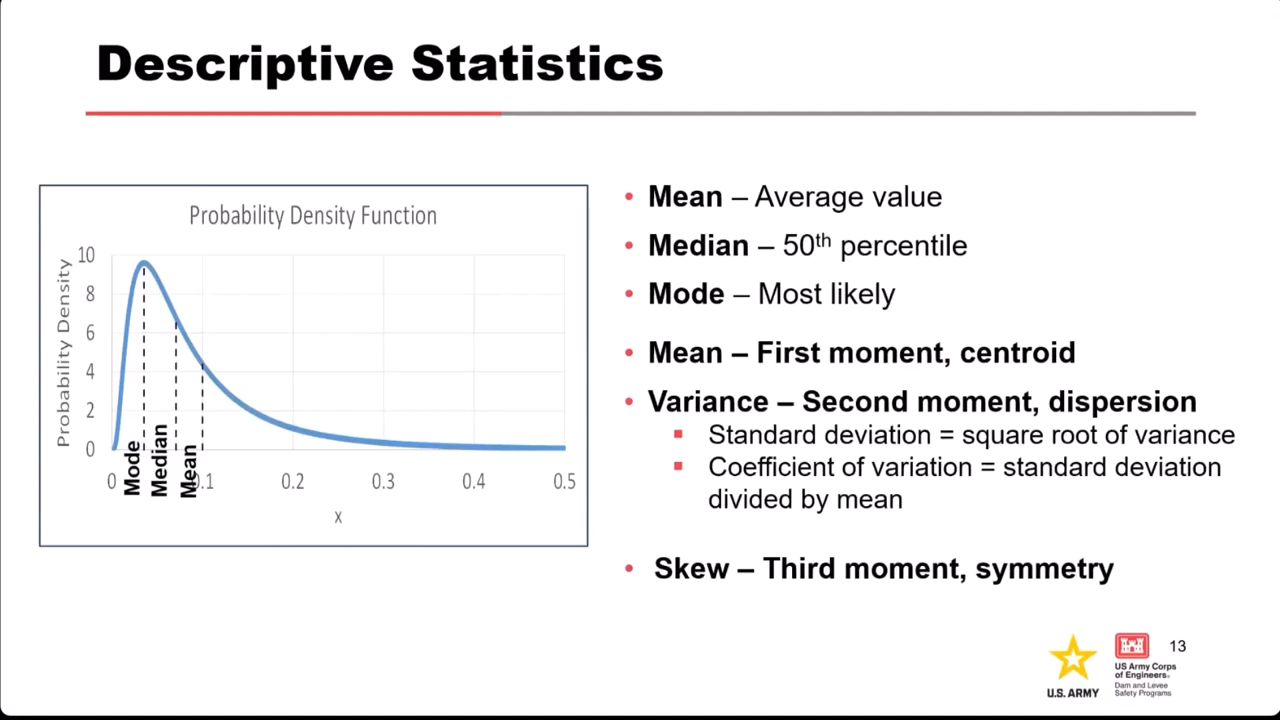 Descriptive Statistics
Probability Density Function
Probability Density
10
8
6
4
2
0
0
0.1
0.2
0.3
0.4
0.5
Mode
Median
Mean
x
• Mean – Average value
• Median – 50th percentile
• Mode – Most likely
• Mean – First moment, centroid
• Variance – Second moment, dispersion
▪ Standard deviation = square root of variance
▪ Coefficient of variation = standard deviation
divided by mean
• Skew – Third moment, symmetry
U.S. ARMY
US Army Corps
of Engineers®
Dam and Levee
Safety Programs
13